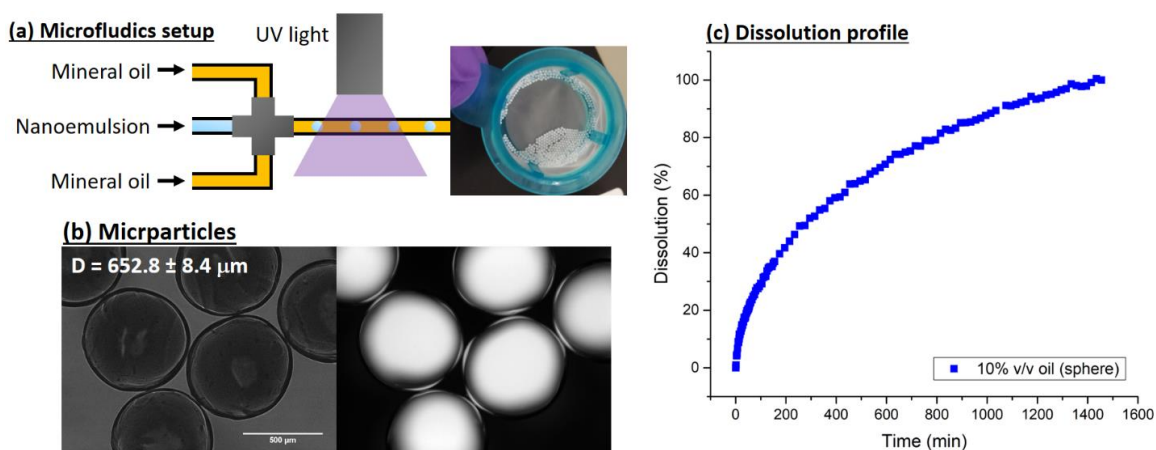 (a) Microfludics setup
UV light
Mineral oil
Nanoemulsion
Mineral oil
(b) Micrparticles
D = 652.8 ± 8.4 μm
500 μm
(c) Dissolution profile
Dissolution (%)
100
80
60
40
20
0
10% v/v oil (sphere)
0 200 400 600 800 1000 1200 1400 1600
Time (min)